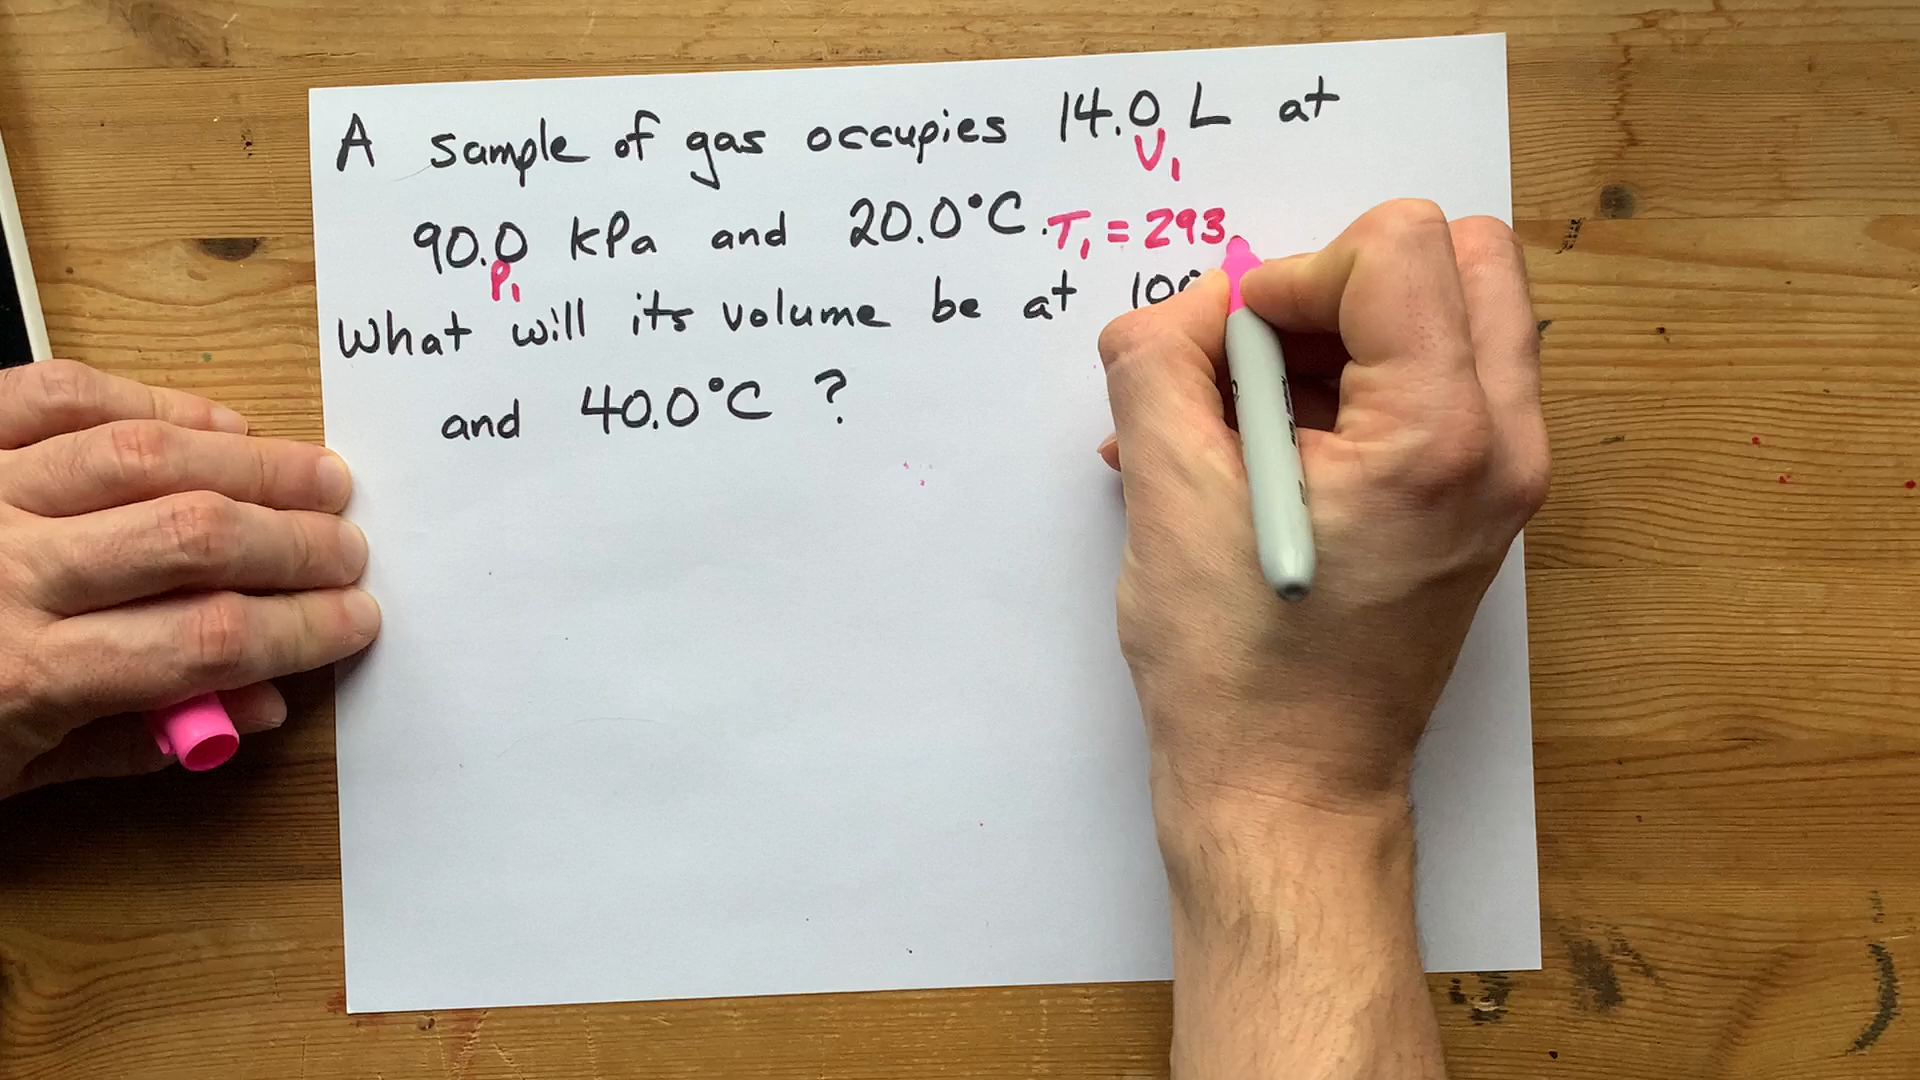 A sample of gas occupies 14.0 L at
V₁
90.0 kPa and 20.0°C. T₁ = 293.
P₁
What will its volume be at
and 40.0°C ?